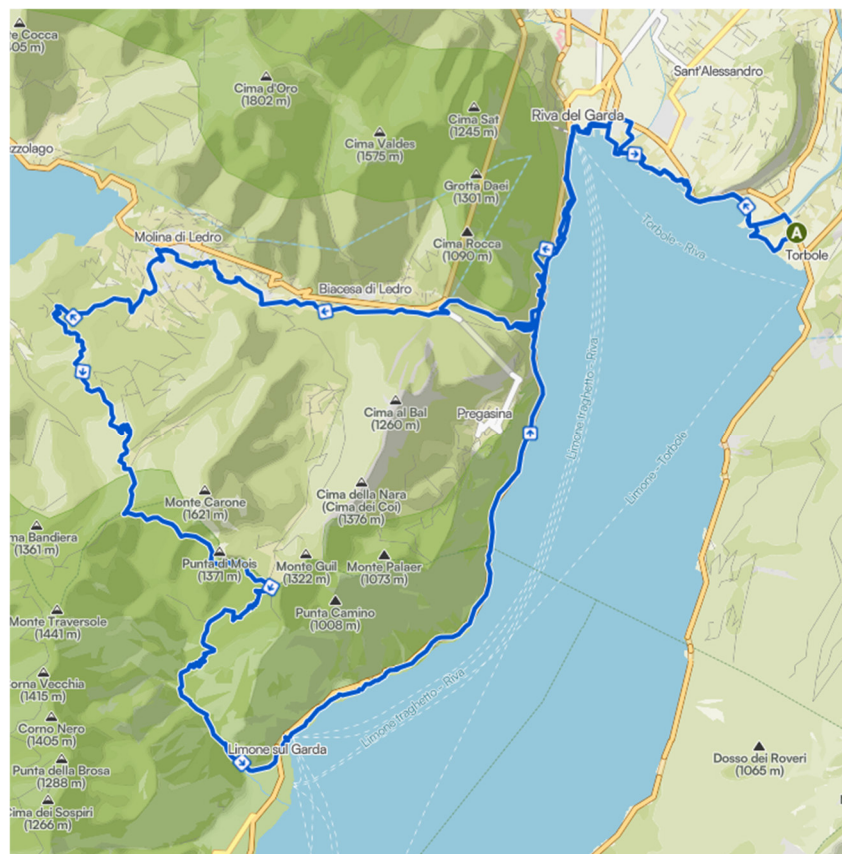 Cocca
Sant'Alessandro
Cima d'Oro
(1802 m)
Cima Sat
(1245 m)
Riva del Garda
Cima Valdes
(1575 m)
Grotta Daei
(1301 m)
Torbole - Riva
A
Torbole
Cima Rocca
(1090 m)
Molina di Ledro
Biacesa di Ledro
Limone traghetto - Riva
Cima al Bal
(1260 m)
Pregasina
Limone - Torbole
Cima della Nara
(Cima dei Coi)
(1376 m)
Monte Carone
(1621 m)
Bandiera
(1361 m)
Punta di Mois
(1371 m)
Monte Guil
(1322 m)
Monte Palaer
(1073 m)
Punta Camino
(1008 m)
Monte Traversole
(1441 m)
Vecchia
(1415 m)
Limone traghetto - Riva
Corno Nero
(1405 m)
Limone sul Garda
Dosso dei Roveri
(1065 m)
Punta della Brosa
(1288 m)
dei Sospiri
(1266 m)